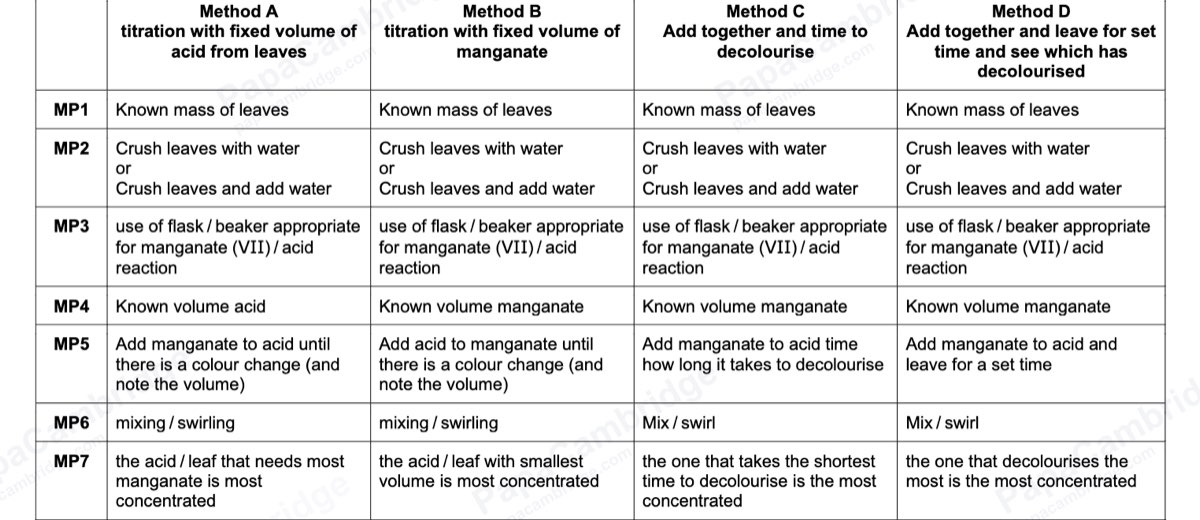 Method A
titration with fixed volume of
acid from leaves
Method B
titration with fixed volume of
manganate
Method C
Add together and time to
decolourise
Method D
Add together and leave for set
time and see which has
decolourised
MP1
Known mass of leaves
Known mass of leaves
Known mass of leaves
Known mass of leaves
MP2
Crush leaves with water
or
Crush leaves and add water
Crush leaves with water
or
Crush leaves and add water
Crush leaves with water
or
Crush leaves and add water
Crush leaves with water
or
Crush leaves and add water
MP3
use of flask / beaker appropriate
for manganate (VII) / acid
reaction
use of flask / beaker appropriate
for manganate (VII) / acid
reaction
use of flask / beaker appropriate
for manganate (VII) / acid
reaction
use of flask / beaker appropriate
for manganate (VII) / acid
reaction
MP4
Known volume acid
Known volume manganate
Known volume manganate
Known volume manganate
MP5
Add manganate to acid until
there is a colour change (and
note the volume)
Add acid to manganate until
there is a colour change (and
note the volume)
Add manganate to acid time
how long it takes to decolourise
Add manganate to acid and
leave for a set time
MP6
mixing / swirling
mixing / swirling
Mix / swirl
Mix / swirl
MP7
the acid / leaf that needs most
manganate is most
concentrated
the acid / leaf with smallest
volume is most concentrated
the one that takes the shortest
time to decolourise is the most
concentrated
the one that decolourises the
most is the most concentrated